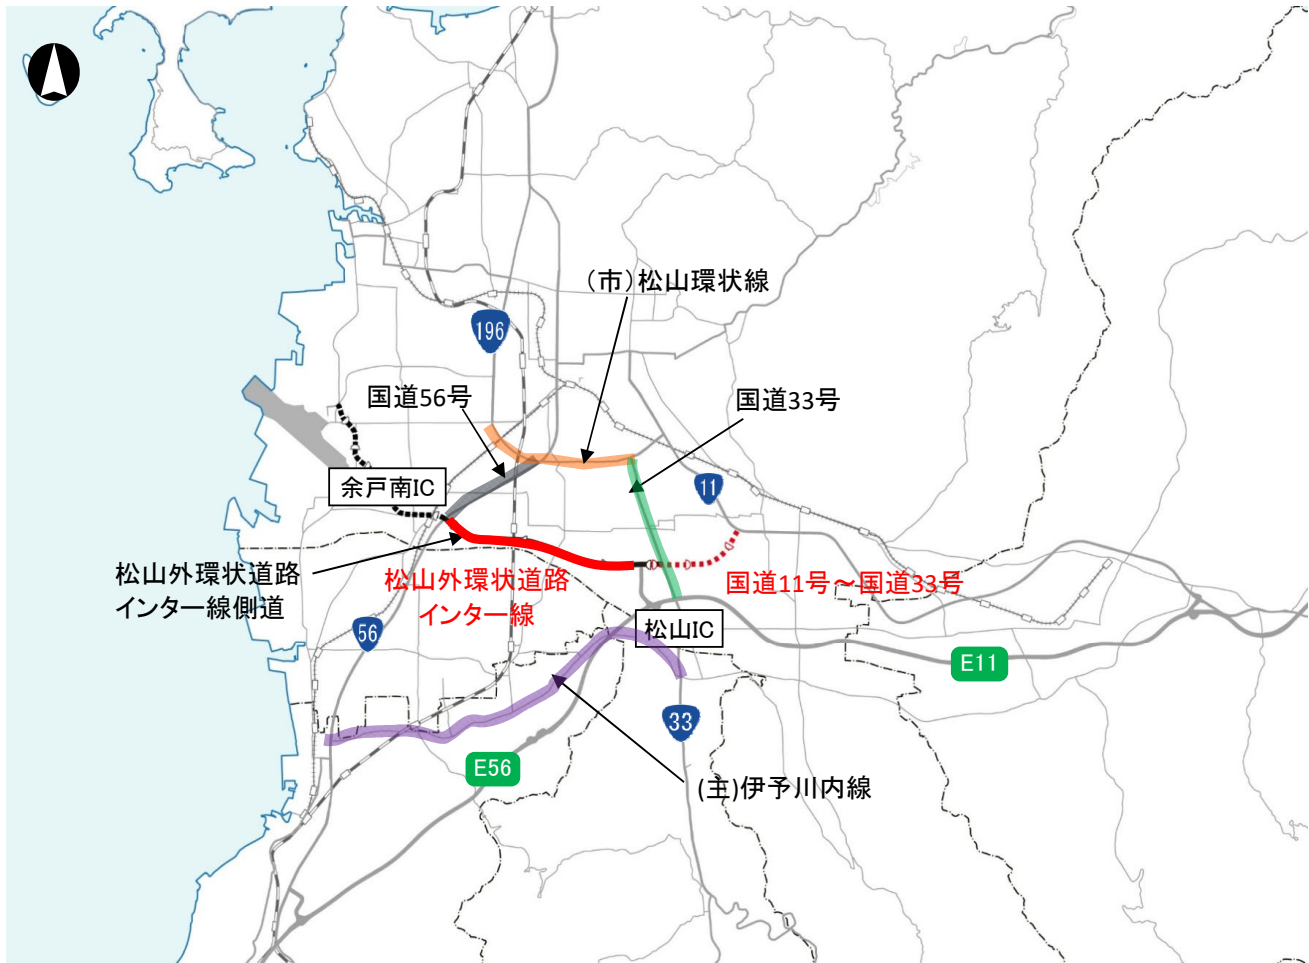 (市)松山環状線
196
国道56号
国道33号
余戸南IC
11
松山外環状道路
インター線側道
松山外環状道路
インター線
国道11号～国道33号
56
松山IC
E11
33
E56
(主)伊予川内線